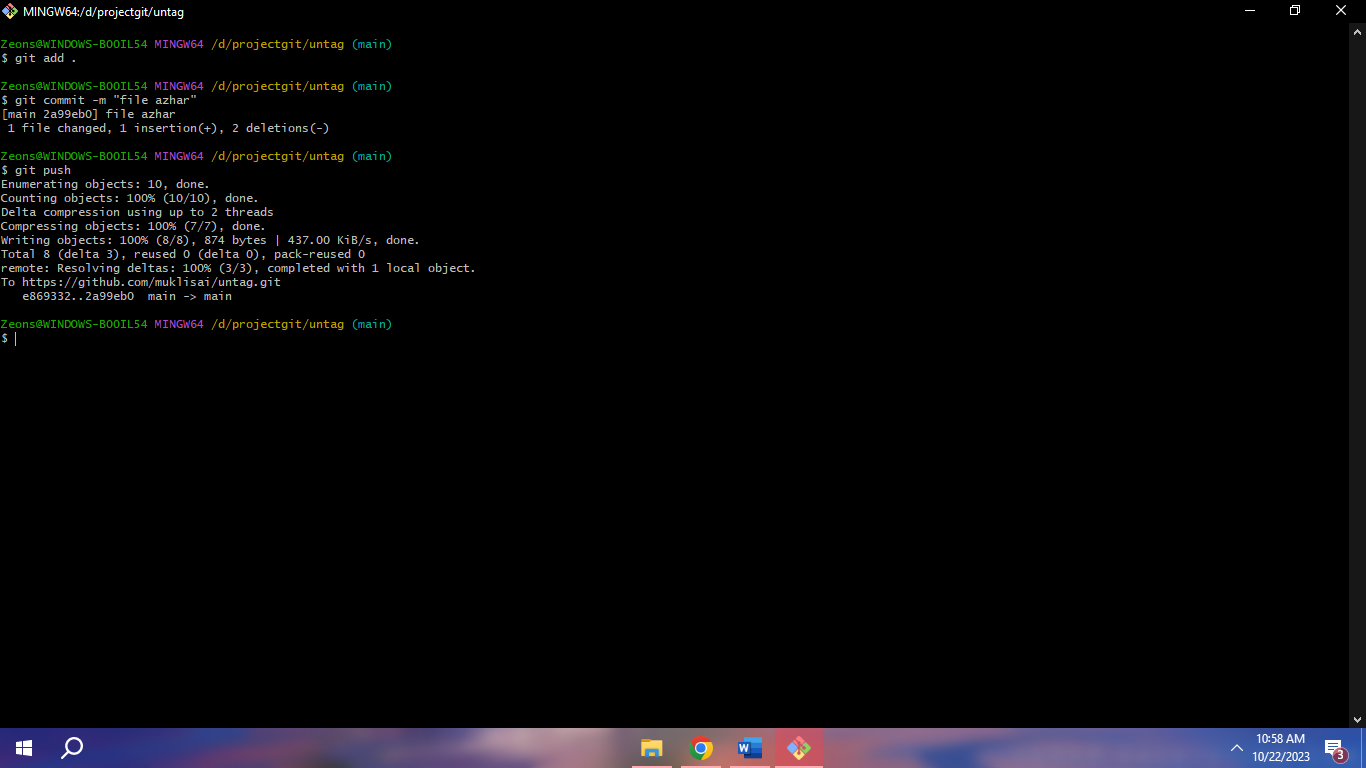 MINGW64:/d/projectgit/untag
Zeons@WINDOWS-BOOIL54 MINGW64 /d/projectgit/untag (main)
$ git add .
Zeons@WINDOWS-BOOIL54 MINGW64 /d/projectgit/untag (main)
$ git commit -m "file azhar"
[main 2a99eb0] file azhar
 1 file changed, 1 insertion(+), 2 deletions(-)
Zeons@WINDOWS-BOOIL54 MINGW64 /d/projectgit/untag (main)
$ git push
Enumerating objects: 10, done.
Counting objects: 100% (10/10), done.
Delta compression using up to 2 threads
Compressing objects: 100% (7/7), done.
Writing objects: 100% (8/8), 874 bytes | 437.00 KiB/s, done.
Total 8 (delta 3), reused 0 (delta 0), pack-reused 0
remote: Resolving deltas: 100% (3/3), completed with 1 local object.
To https://github.com/muklisai/untag.git
   e869332..2a99eb0  main -> main
Zeons@WINDOWS-BOOIL54 MINGW64 /d/projectgit/untag (main)
$
W
10:58 AM
10/22/2023
3